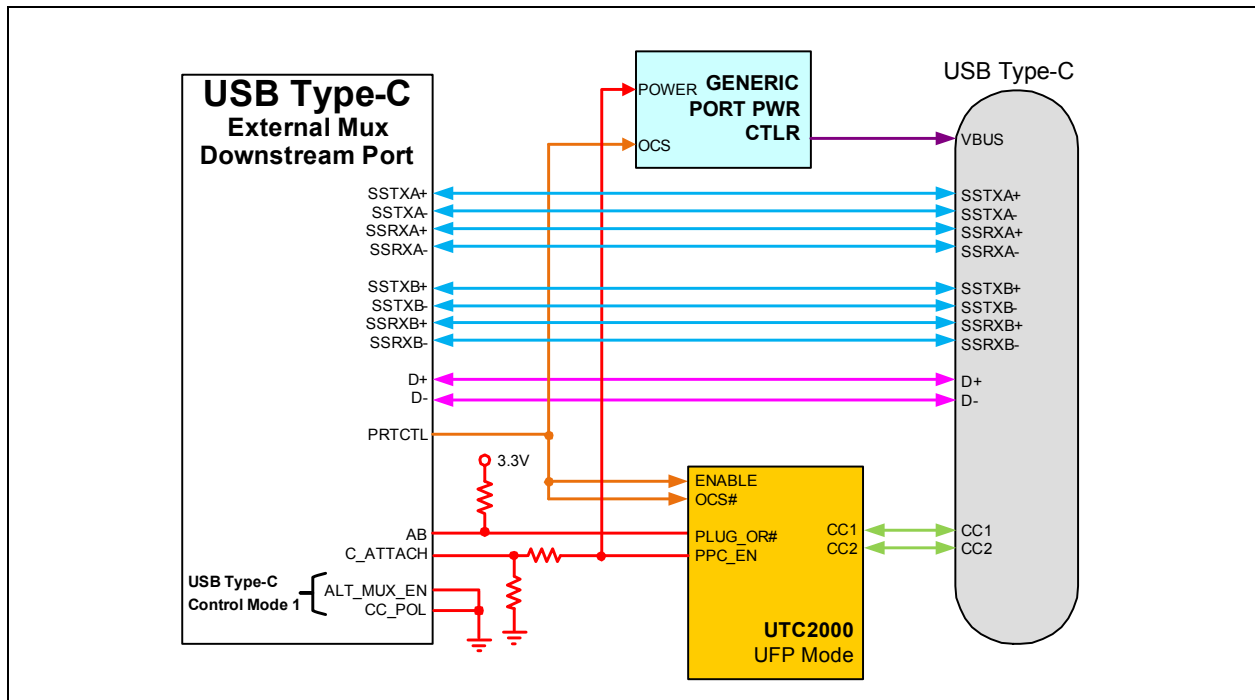 USB Type-C
External Mux
Downstream Port
SSTXA+
SSTXA-
SSRXA+
SSRXA-
SSTXB+
SSTXB-
SSRXB+
SSRXB-
D+
D-
PRTCTL
AB
C_ATTACH
ALT_MUX_EN
CC_POL
USB Type-C
Control Mode 1
3.3V
POWER
OCS
GENERIC
PORT PWR
CTLR
ENABLE
OCS#
PLUG_OR#
PPC_EN
CC1
CC2
UTC2000
UFP Mode
USB Type-C
VBUS
SSTXA+
SSTXA-
SSRXA+
SSRXA-
SSTXB+
SSTXB-
SSRXB+
SSRXB-
D+
D-
CC1
CC2